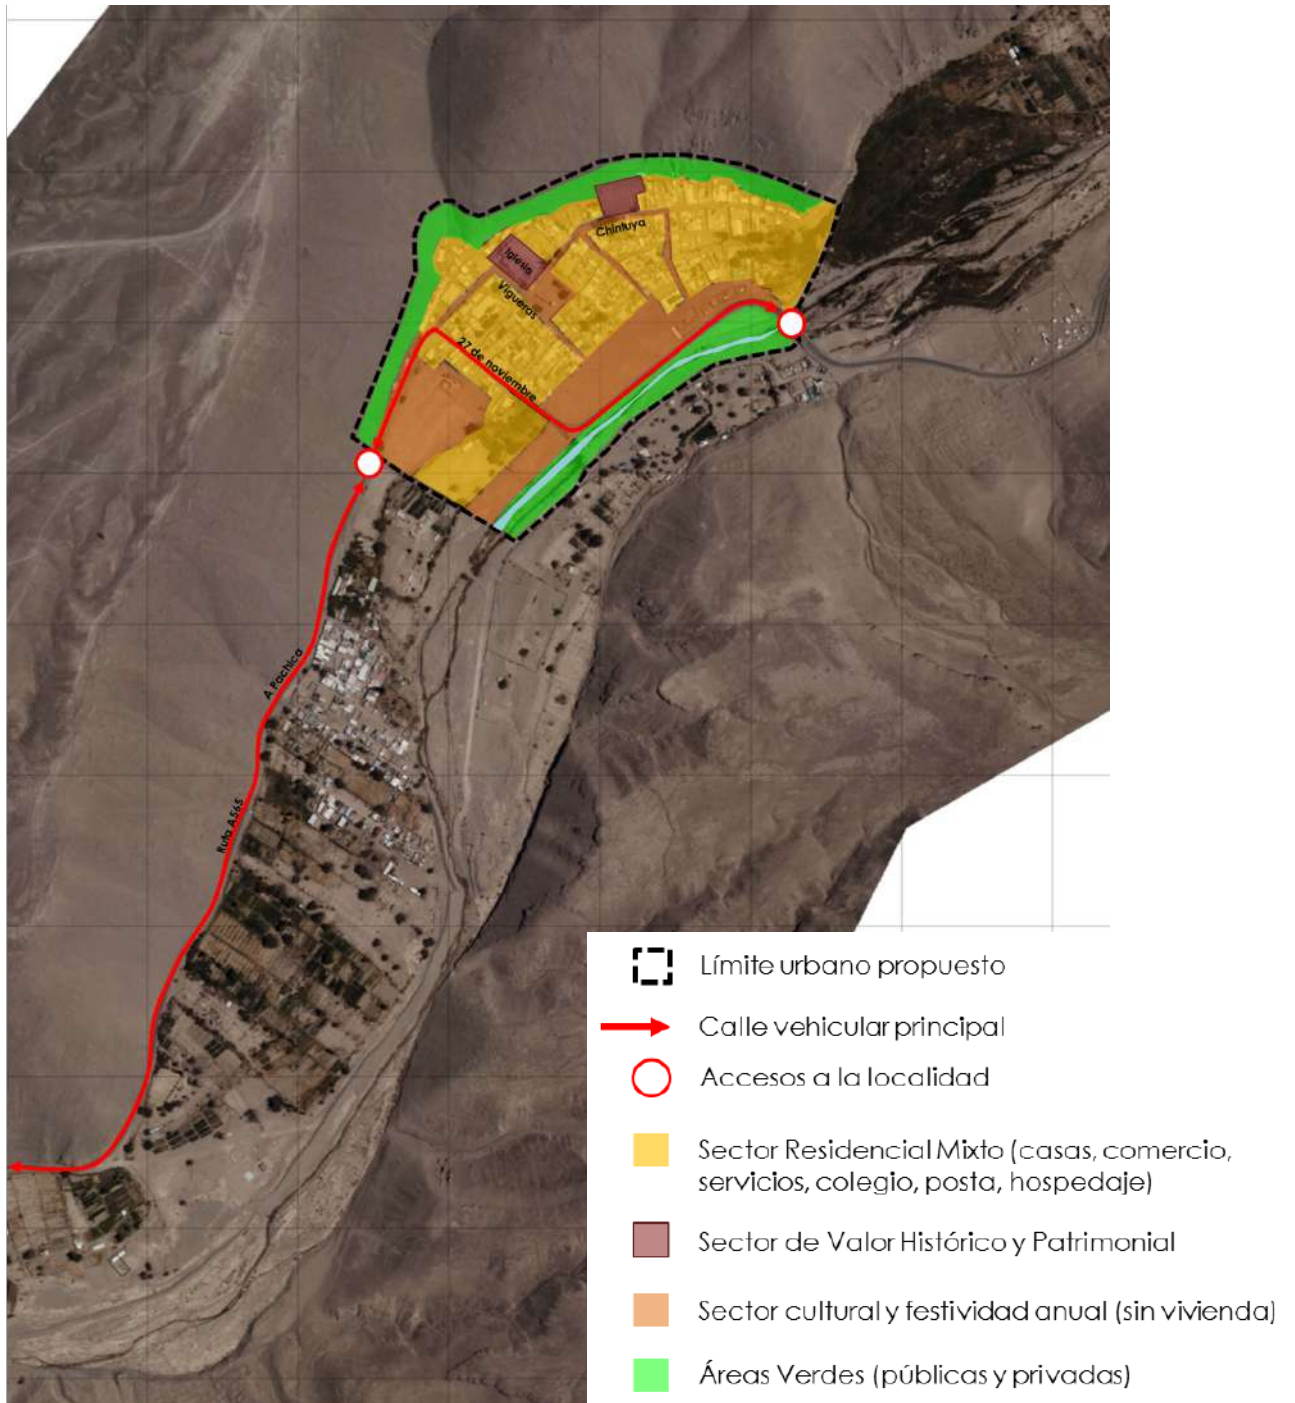 Chintuya
Iglesia
Vigueras
27 de noviembre
A Pachica
Ruta A565
Límite urbano propuesto
Calle vehicular principal
Accesos a la localidad
Sector Residencial Mixto (casas, comercio,
servicios, colegio, posta, hospedaje)
Sector de Valor Histórico y Patrimonial
Sector cultural y festividad anual (sin vivienda)
Áreas Verdes (públicas y privadas)